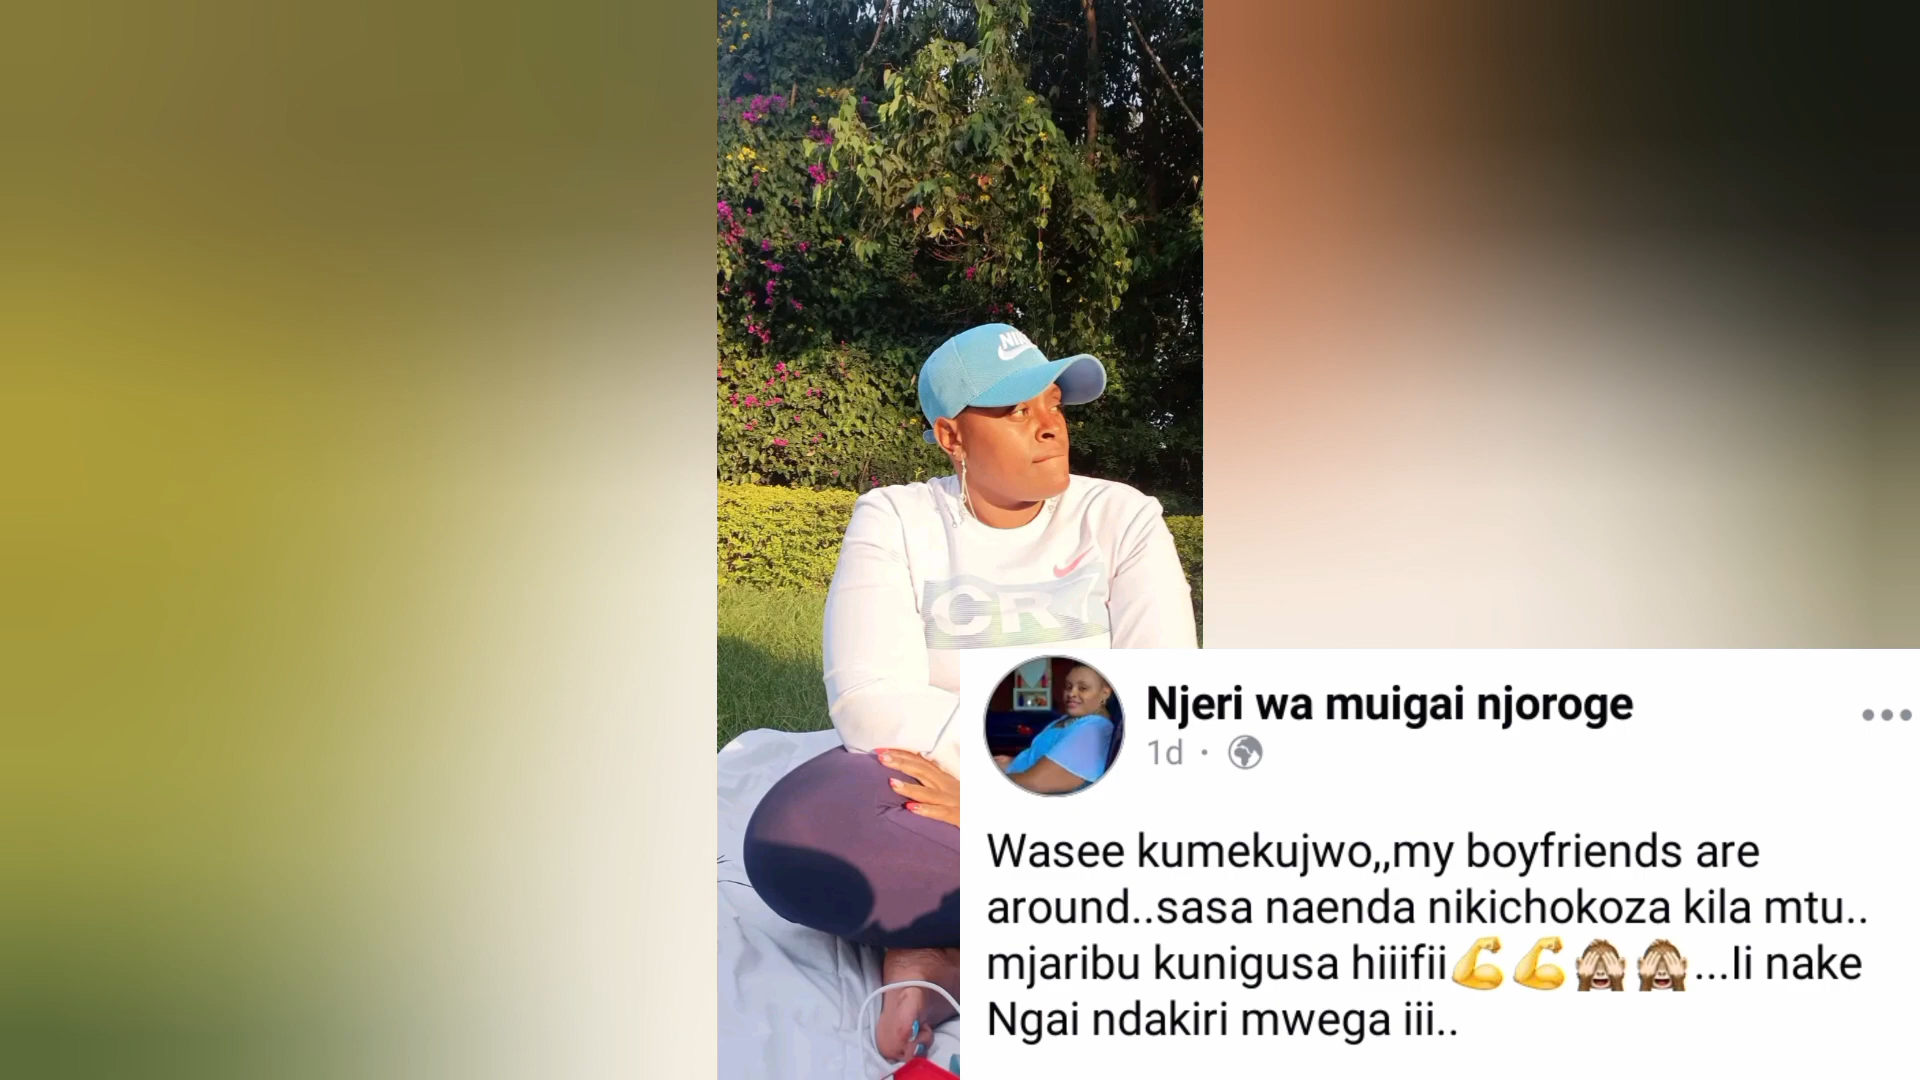 CR7
Njeri wa muigai njoroge
1d ·
Wasee kumekujwo,,my boyfriends are
around..sasa naenda nikichokoza kila mtu..
mjaribu kunigusa hiiifii💪💪🙈🙈...Ii nake
Ngai ndakiri mwega iii..